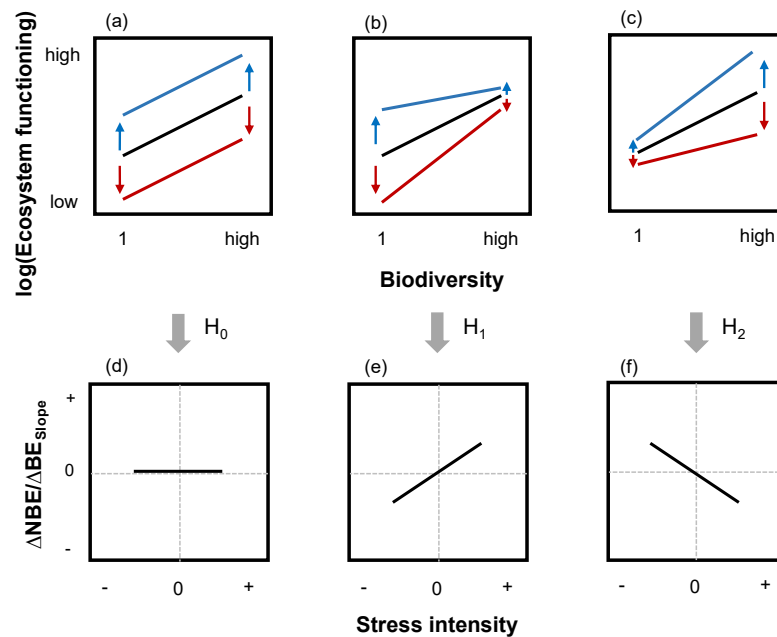 (a)
(b)
(c)
log(Ecosystem functioning)
high
low
1
high
1
high
1
high
Biodiversity
H0
H1
H2
(d)
(e)
(f)
ΔNBE/ΔBESlope
+
0
-
-
0
+
-
0
+
-
0
+
Stress intensity